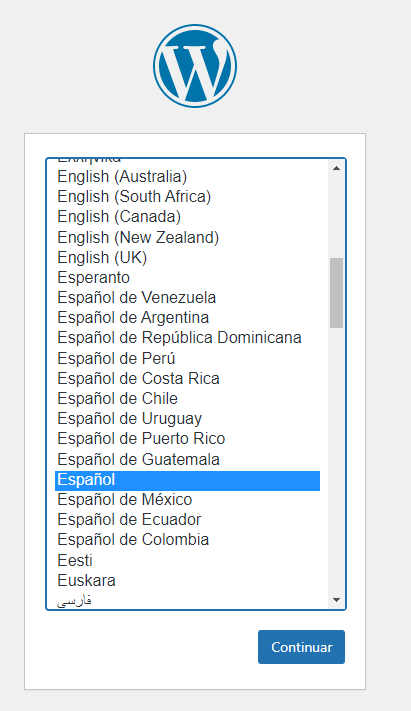 Ελληνικά
English (Australia)
English (South Africa)
English (Canada)
English (New Zealand)
English (UK)
Esperanto
Español de Venezuela
Español de Argentina
Español de República Dominicana
Español de Perú
Español de Costa Rica
Español de Chile
Español de Uruguay
Español de Puerto Rico
Español de Guatemala
Español
Español de México
Español de Ecuador
Español de Colombia
Eesti
Euskara
فارسی
Continuar